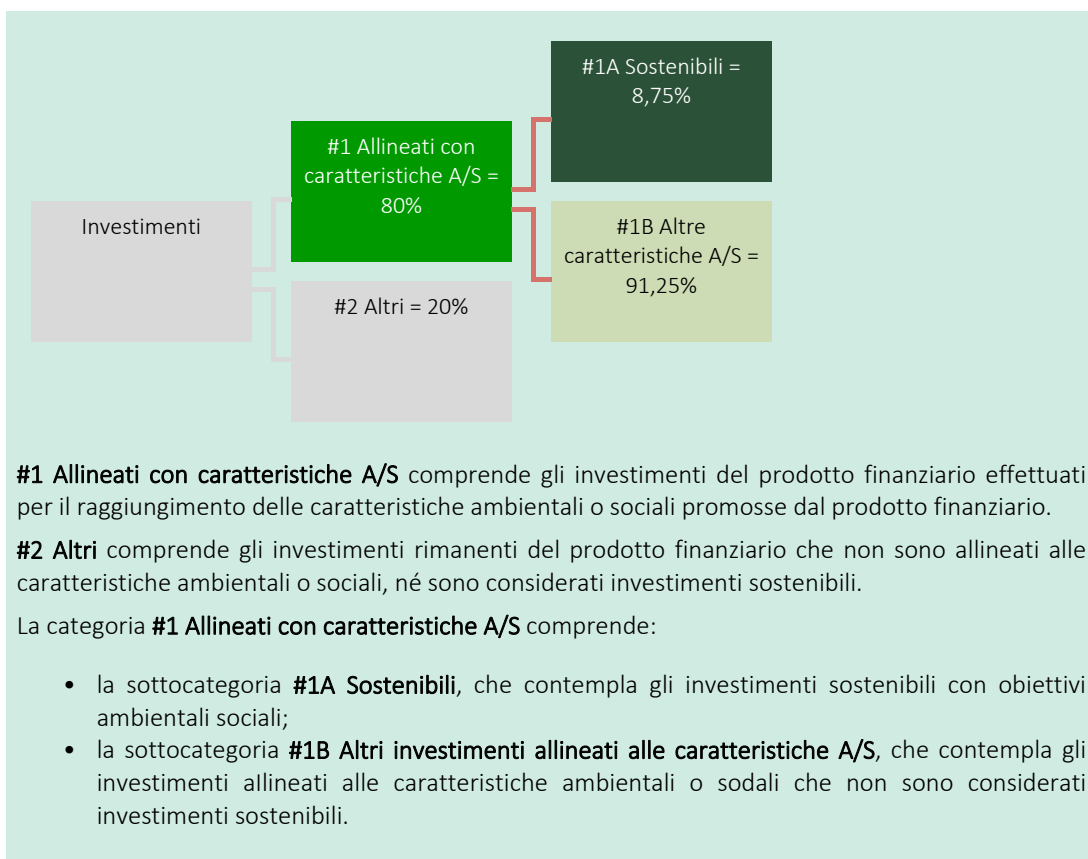 #1A Sostenibili =
8,75%
#1 Allineati con
caratteristiche A/S =
80%
Investimenti
#1B Altre
caratteristiche A/S =
91,25%
#2 Altri = 20%
#1 Allineati con caratteristiche A/S comprende gli investimenti del prodotto finanziario effettuati
per il raggiungimento delle caratteristiche ambientali o sociali promosse dal prodotto finanziario.
#2 Altri comprende gli investimenti rimanenti del prodotto finanziario che non sono allineati alle
caratteristiche ambientali o sociali, né sono considerati investimenti sostenibili.
La categoria #1 Allineati con caratteristiche A/S comprende:
• la sottocategoria #1A Sostenibili, che contempla gli investimenti sostenibili con obiettivi
ambientali sociali;
• la sottocategoria #1B Altri investimenti allineati alle caratteristiche A/S, che contempla gli
investimenti allineati alle caratteristiche ambientali o sodali che non sono considerati
investimenti sostenibili.